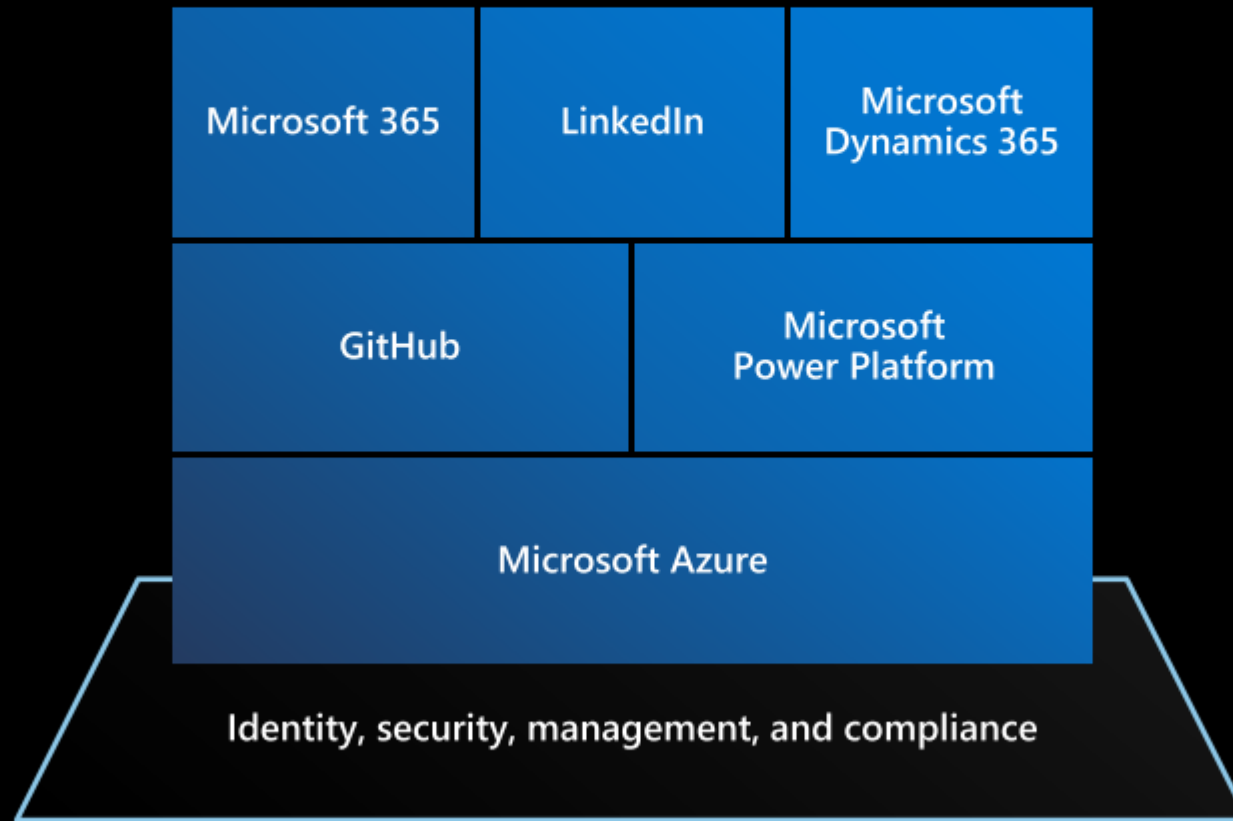 Microsoft 365
LinkedIn
Microsoft
Dynamics 365
GitHub
Microsoft
Power Platform
Microsoft Azure
Identity, security, management, and compliance